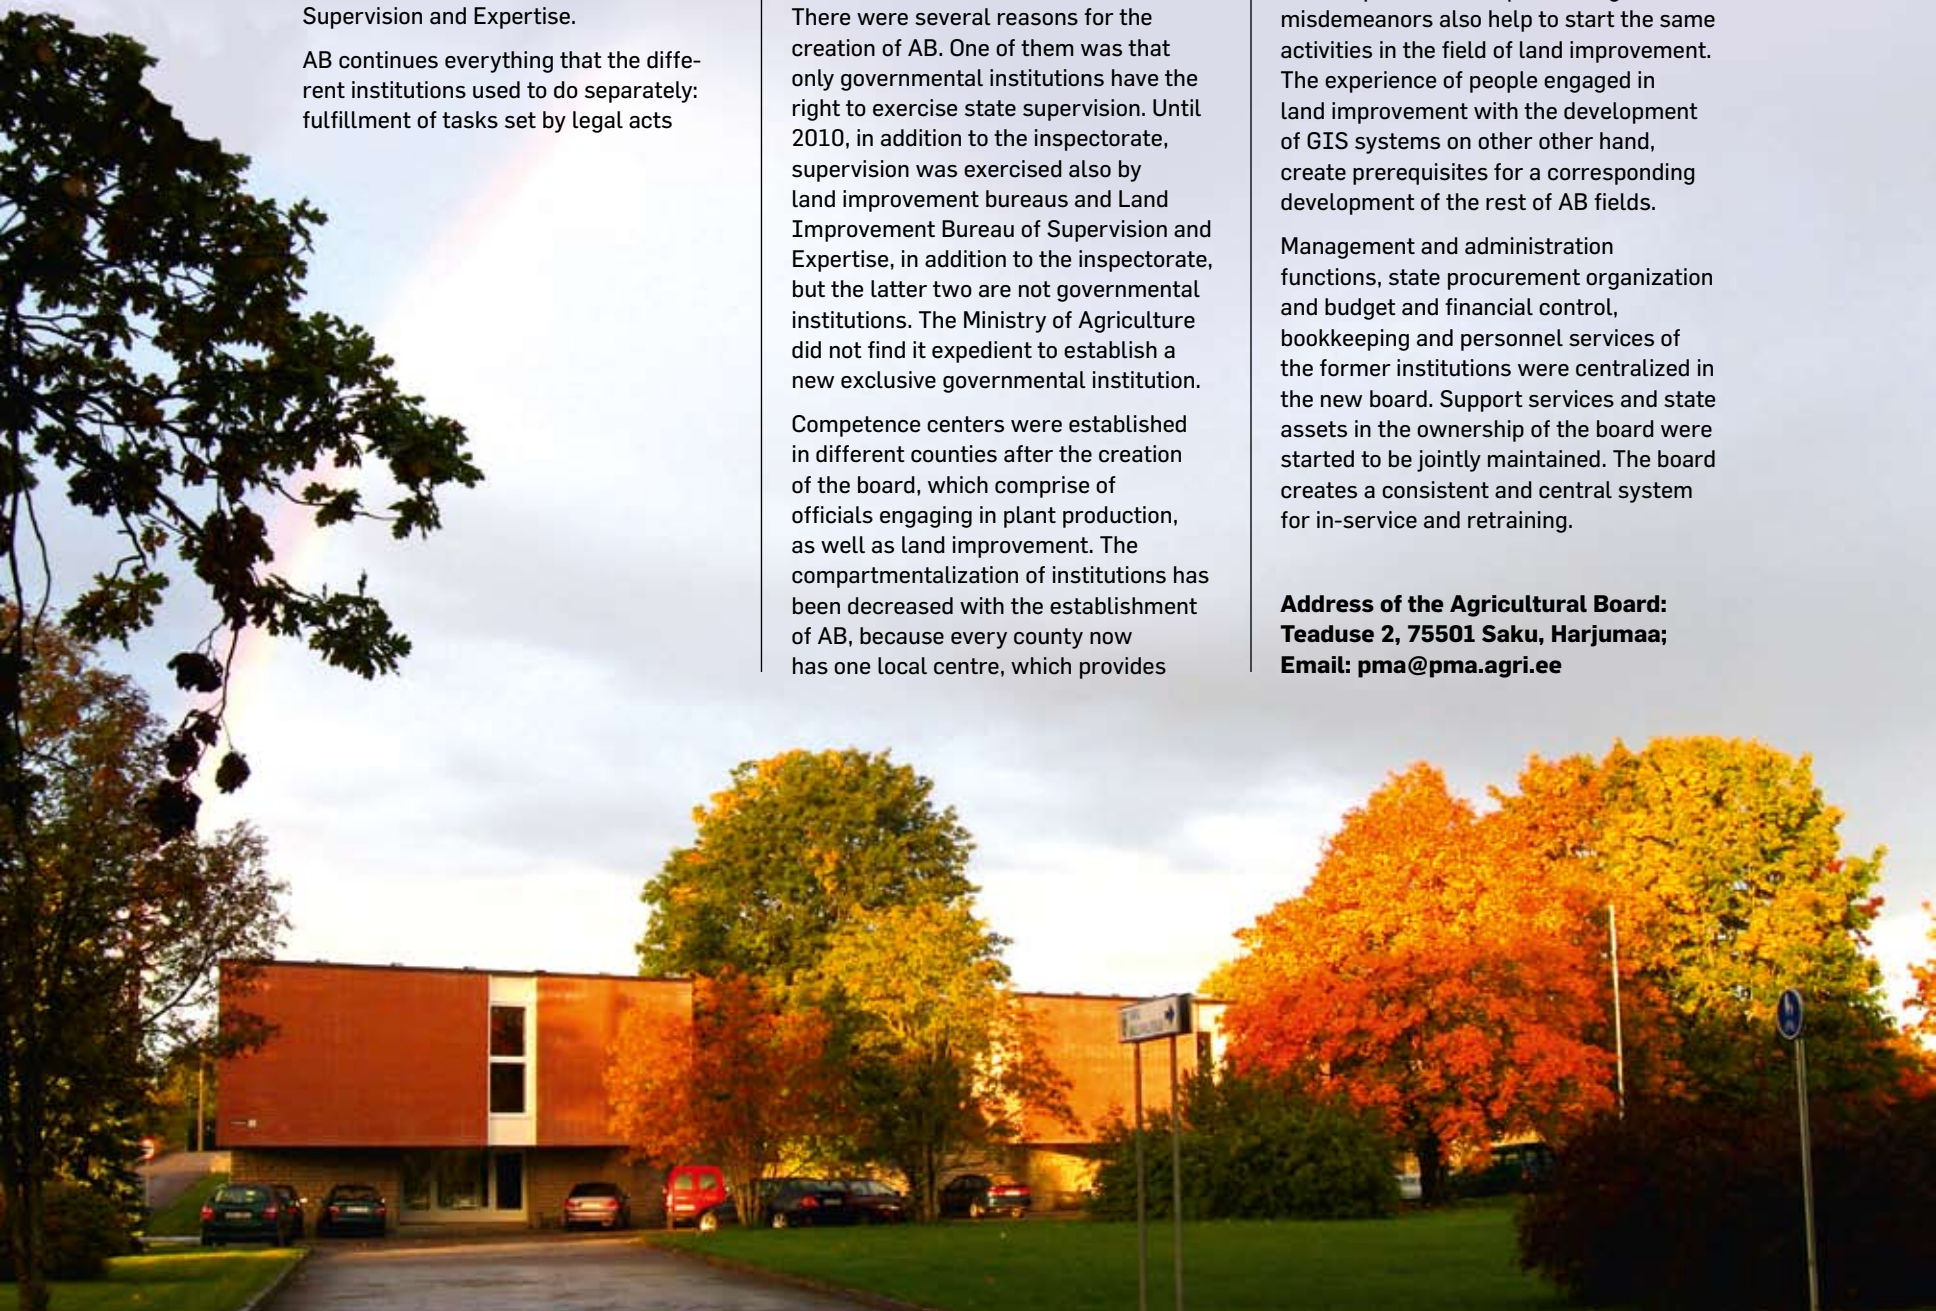 Supervision and Expertise.
AB continues everything that the diffe-
rent institutions used to do separately:
fulfillment of tasks set by legal acts
There were several reasons for the
creation of AB. One of them was that
only governmental institutions have the
right to exercise state supervision. Until
2010, in addition to the inspectorate,
supervision was exercised also by
land improvement bureaus and Land
Improvement Bureau of Supervision and
Expertise, in addition to the inspectorate,
but the latter two are not governmental
institutions. The Ministry of Agriculture
did not find it expedient to establish a
new exclusive governmental institution.
Competence centers were established
in different counties after the creation
of the board, which comprise of
officials engaging in plant production,
as well as land improvement. The
compartmentalization of institutions has
been decreased with the establishment
of AB, because every county now
has one local centre, which provides
misdemeanors also help to start the same
activities in the field of land improvement.
The experience of people engaged in
land improvement with the development
of GIS systems on other other hand,
create prerequisites for a corresponding
development of the rest of AB fields.
Management and administration
functions, state procurement organization
and budget and financial control,
bookkeeping and personnel services of
the former institutions were centralized in
the new board. Support services and state
assets in the ownership of the board were
started to be jointly maintained. The board
creates a consistent and central system
for in-service and retraining.
Address of the Agricultural Board:
Teaduse 2, 75501 Saku, Harjumaa;
Email: pma@pma.agri.ee